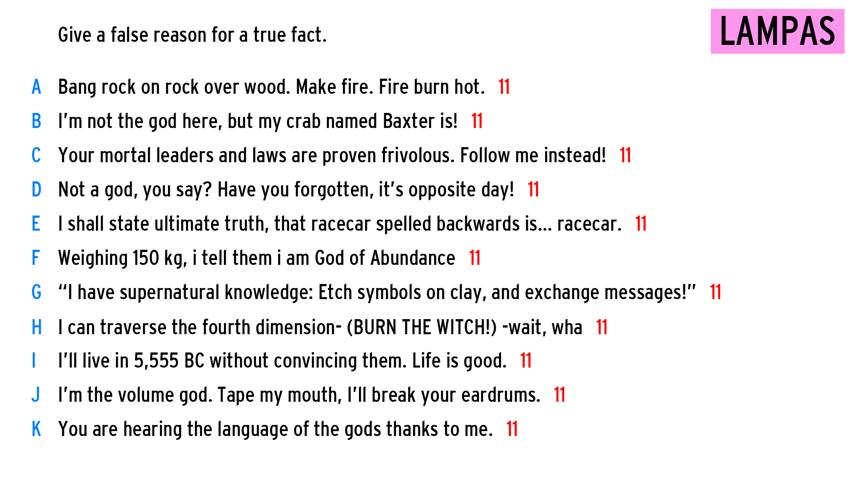 Give a false reason for a true fact.
LAMPAS
A Bang rock on rock over wood. Make fire. Fire burn hot. 11
B I'm not the god here, but my crab named Baxter is! 11
C Your mortal leaders and laws are proven frivolous. Follow me instead! 11
D Not a god, you say? Have you forgotten, it's opposite day! 11
E I shall state ultimate truth, that racecar spelled backwards is... racecar. 11
F Weighing 150 kg, i tell them i am God of Abundance 11
G “I have supernatural knowledge: Etch symbols on clay, and exchange messages!” 11
H I can traverse the fourth dimension- (BURN THE WITCH!) -wait, wha 11
I I'll live in 5,555 BC without convincing them. Life is good. 11
J I'm the volume god. Tape my mouth, I'll break your eardrums. 11
K You are hearing the language of the gods thanks to me. 11